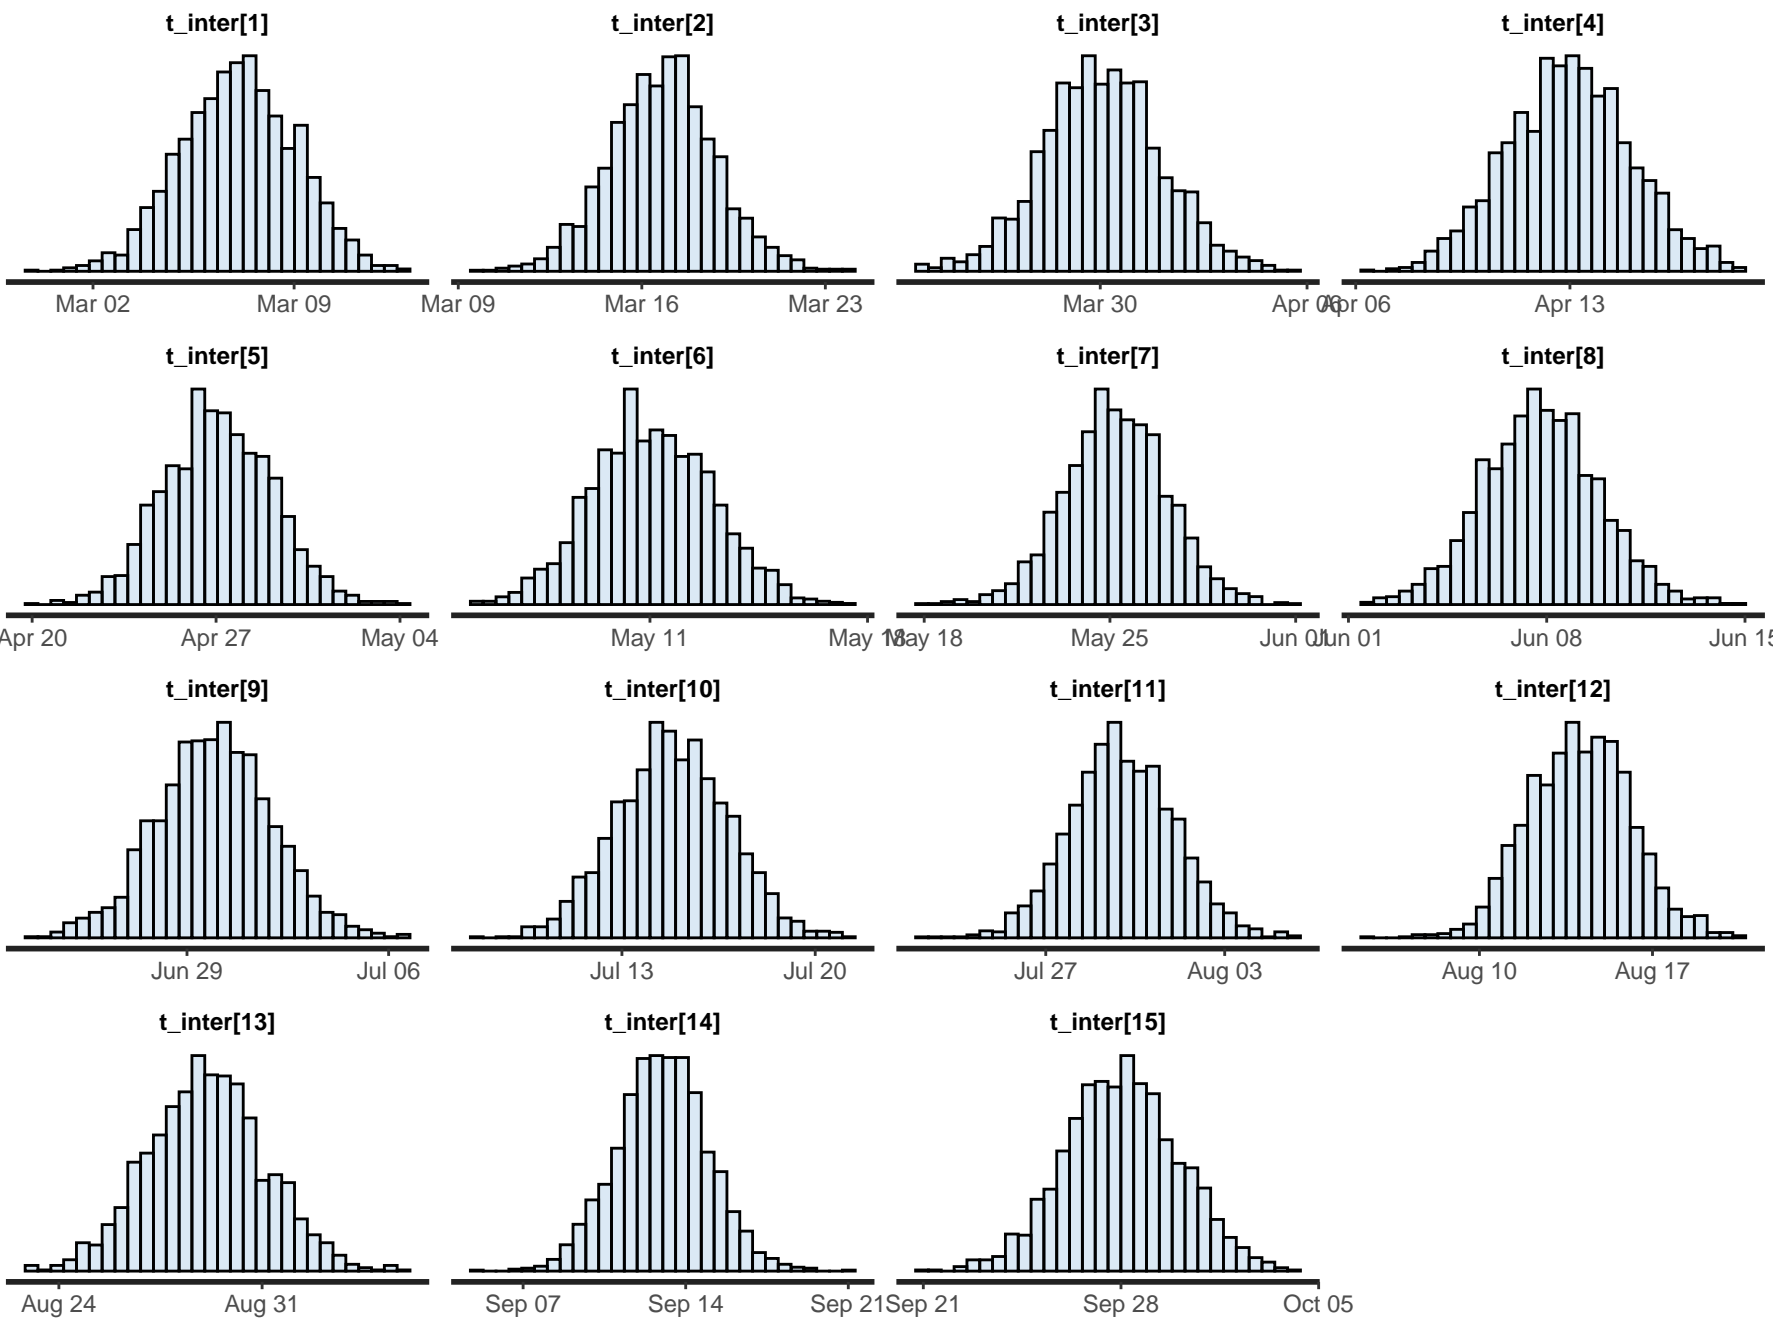 t_inter[1] t_inter[2] t_inter[3] t_inter[4]
Mar 02 Mar 09 Mar 09 Mar 16 Mar 23 Mar 30 Apr 06 Apr 06 Apr 13
t_inter[5] t_inter[6] t_inter[7] t_inter[8]
Apr 20 Apr 27 May 04 May 11 May 18 May 18 May 25 Jun 01 Jun 01 Jun 08 Jun 15
t_inter[9] t_inter[10] t_inter[11] t_inter[12]
Jun 29 Jul 06 Jul 13 Jul 20 Jul 27 Aug 03 Aug 10 Aug 17
t_inter[13] t_inter[14] t_inter[15]
Aug 24 Aug 31 Sep 07 Sep 14 Sep 21 Sep 21 Sep 28 Oct 05